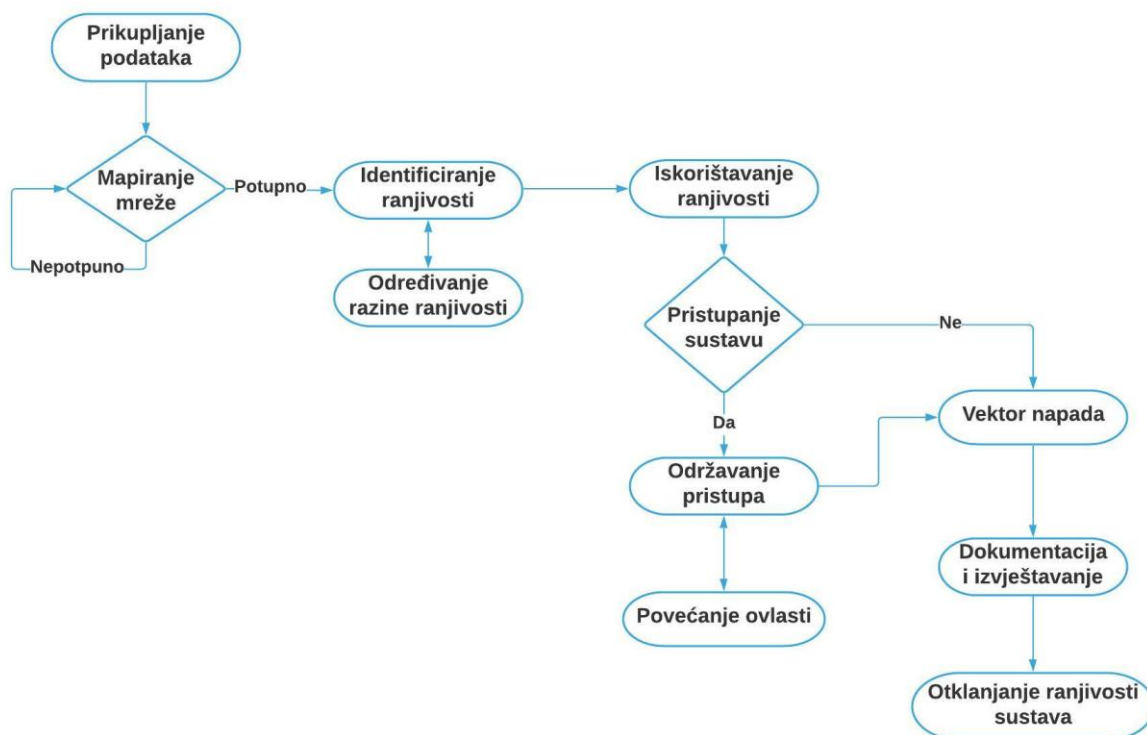 Prikupljanje
podataka
Mapiranje
mreže
Potupno
Nepotpuno
Identificiranje
ranjivosti
Određivanje
razine ranjivosti
Iskorištavanje
ranjivosti
Pristupanje
sustavu
Ne
Da
Održavanje
pristupa
Povećanje ovlasti
Vektor napada
Dokumentacija
i izvještavanje
Otklanjanje ranjivosti
sustava